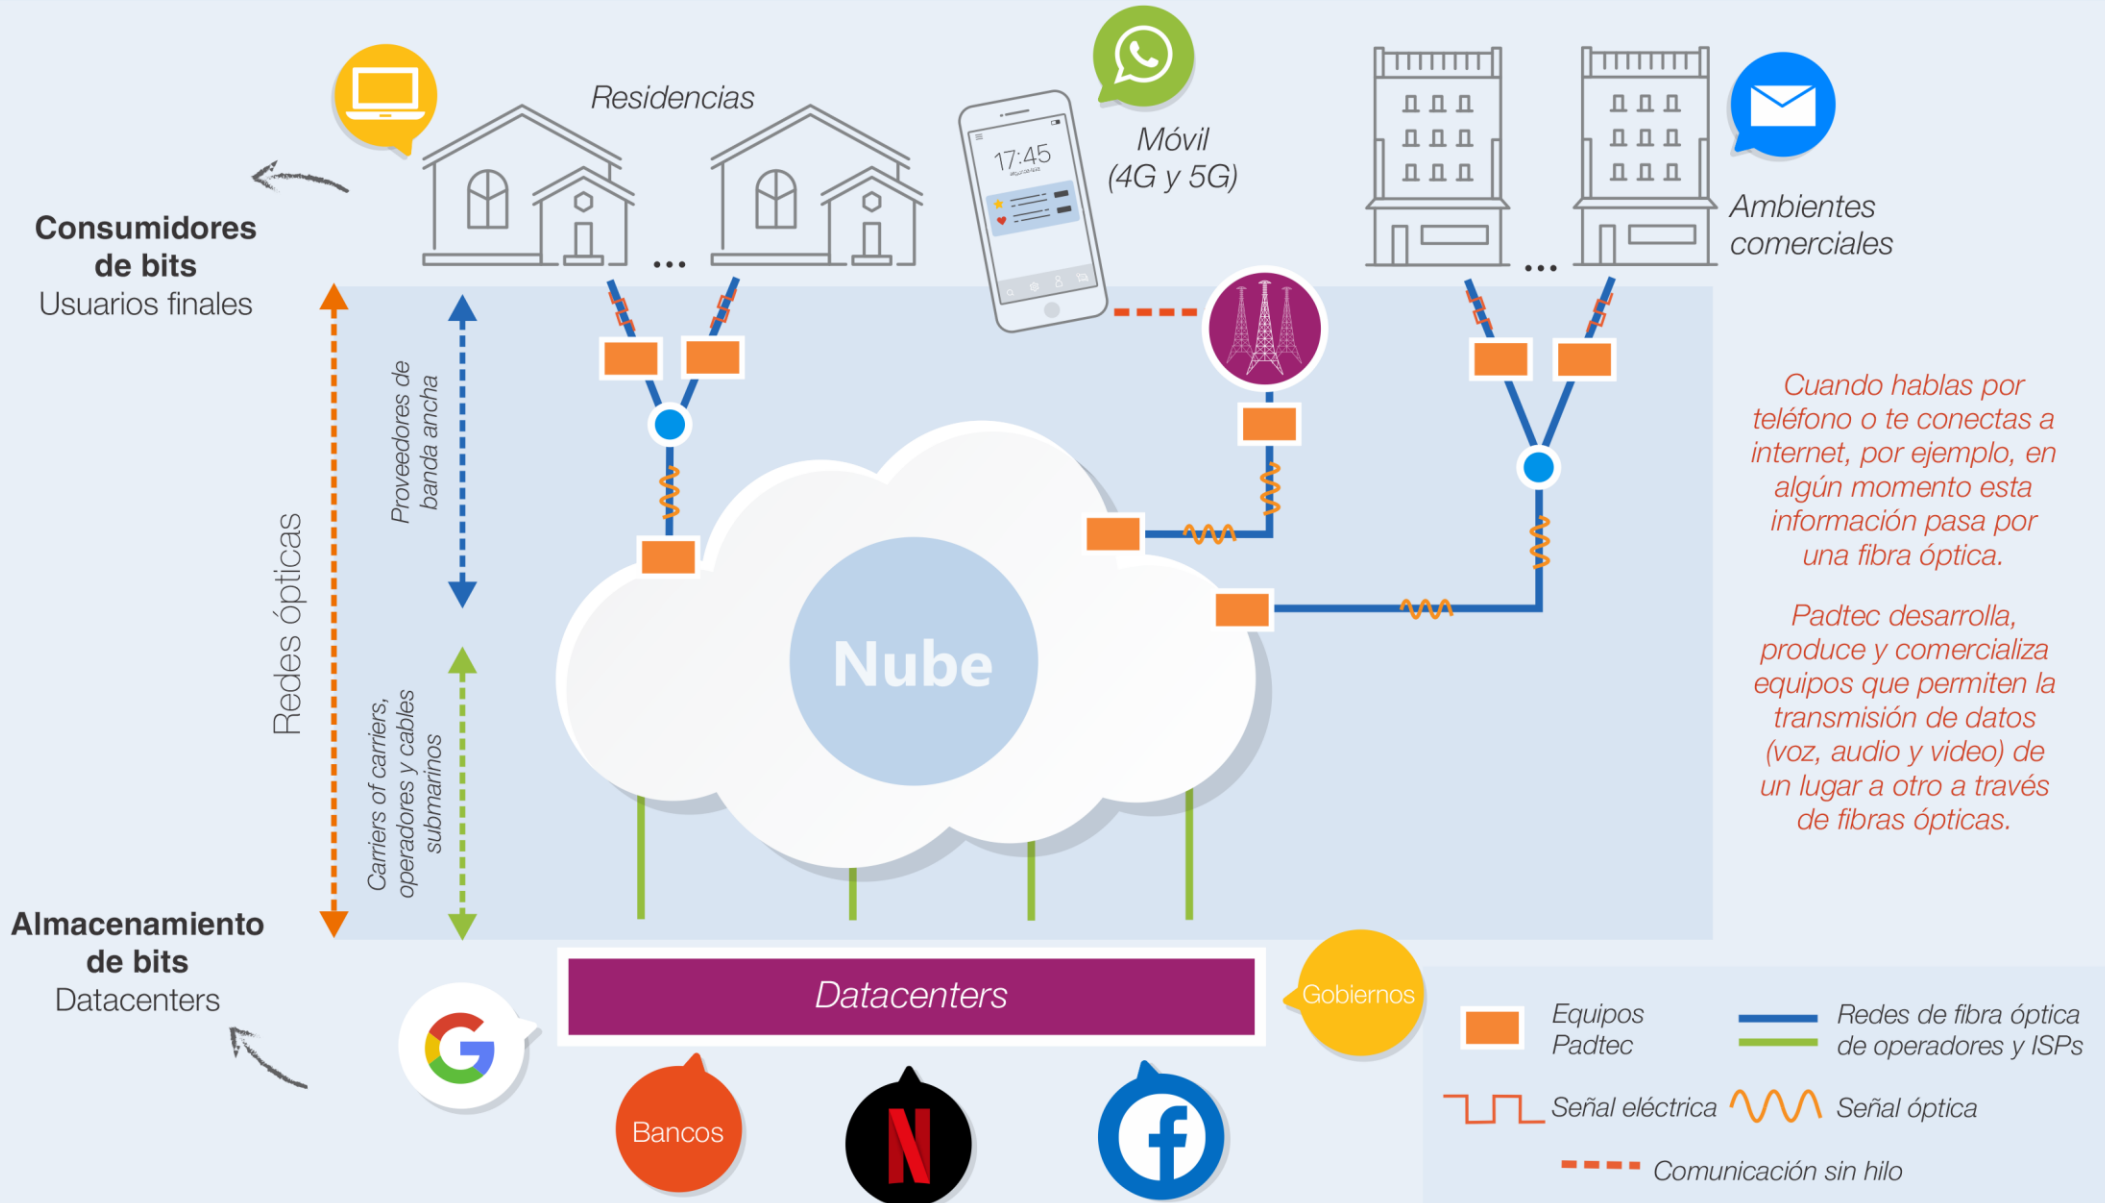 Residencias
17:45
Móvil
(4G y 5G)
Ambientes
comerciales
Consumidores
de bits
Usuarios finales
Redes ópticas
Proveedores de
banda ancha
Carriers of carriers,
operadores y cables
submarinos
Nube
Cuando hablas por
teléfono o te conectas a
internet, por ejemplo, en
algún momento esta
información pasa por
una fibra óptica.
Padtec desarrolla,
produce y comercializa
equipos que permiten la
transmisión de datos
(voz, audio y video) de
un lugar a otro a través
de fibras ópticas.
Almacenamiento
de bits
Datacenters
Datacenters
G
Gobiernos
Bancos
N
f
Equipos
Padtec
Redes de fibra óptica
de operadores y ISPs
Señal eléctrica
Señal óptica
Comunicación sin hilo